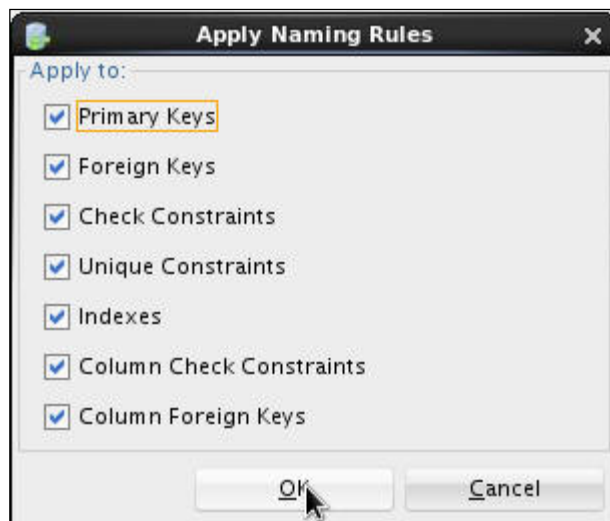 Apply Naming Rules
Apply to:
Primary Keys
Foreign Keys
Check Constraints
Unique Constraints
Indexes
Column Check Constraints
Column Foreign Keys
OK Cancel